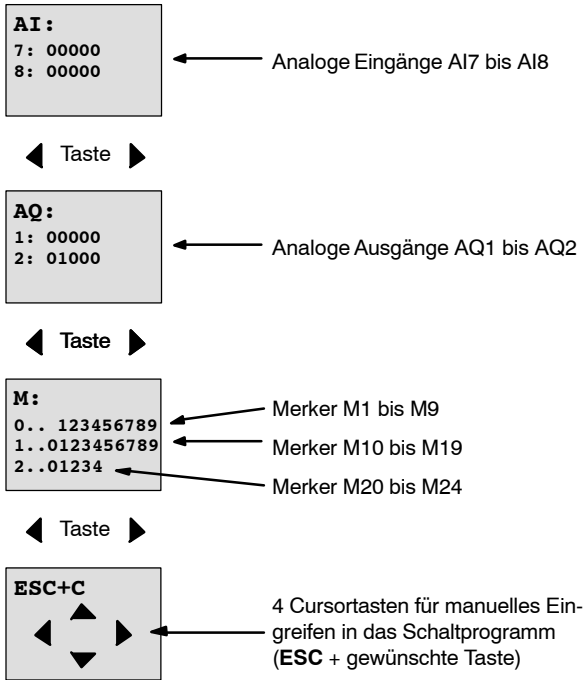 AI:
7: 00000
8: 00000
Analoge Eingänge AI7 bis AI8
Taste
AQ:
1: 00000
2: 01000
Analoge Ausgänge AQ1 bis AQ2
Taste
M:
0.. 123456789
1..0123456789
2..01234
Merker M1 bis M9
Merker M10 bis M19
Merker M20 bis M24
Taste
ESC+C
4 Cursortasten für manuelles Ein-
greifen in das Schaltprogramm
(ESC + gewünschte Taste)